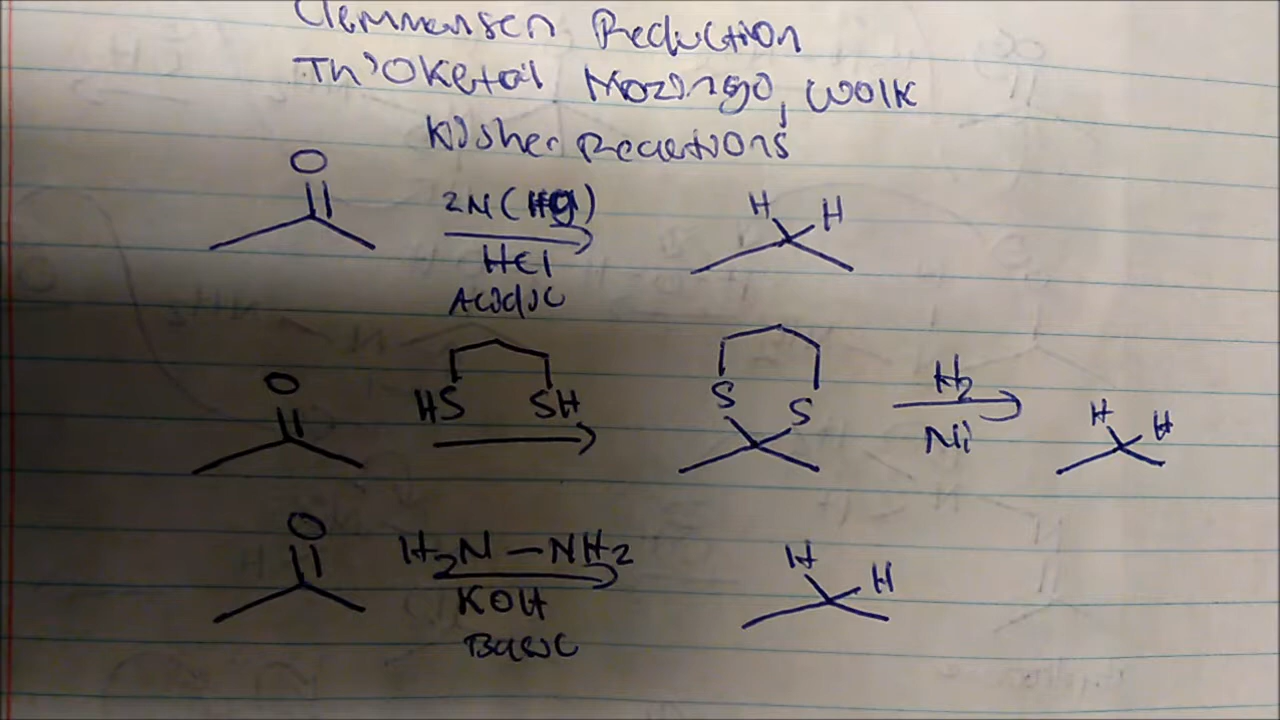 Clemmensen Reduction
Thioketal Mozingo, Wolk
Kisher Reactions
O
ZN (Hg)
HCl
Acidic
H H
O
HS SH
S S
H2
Ni
H H
O
H2N-NH2
KOH
Basic
H H